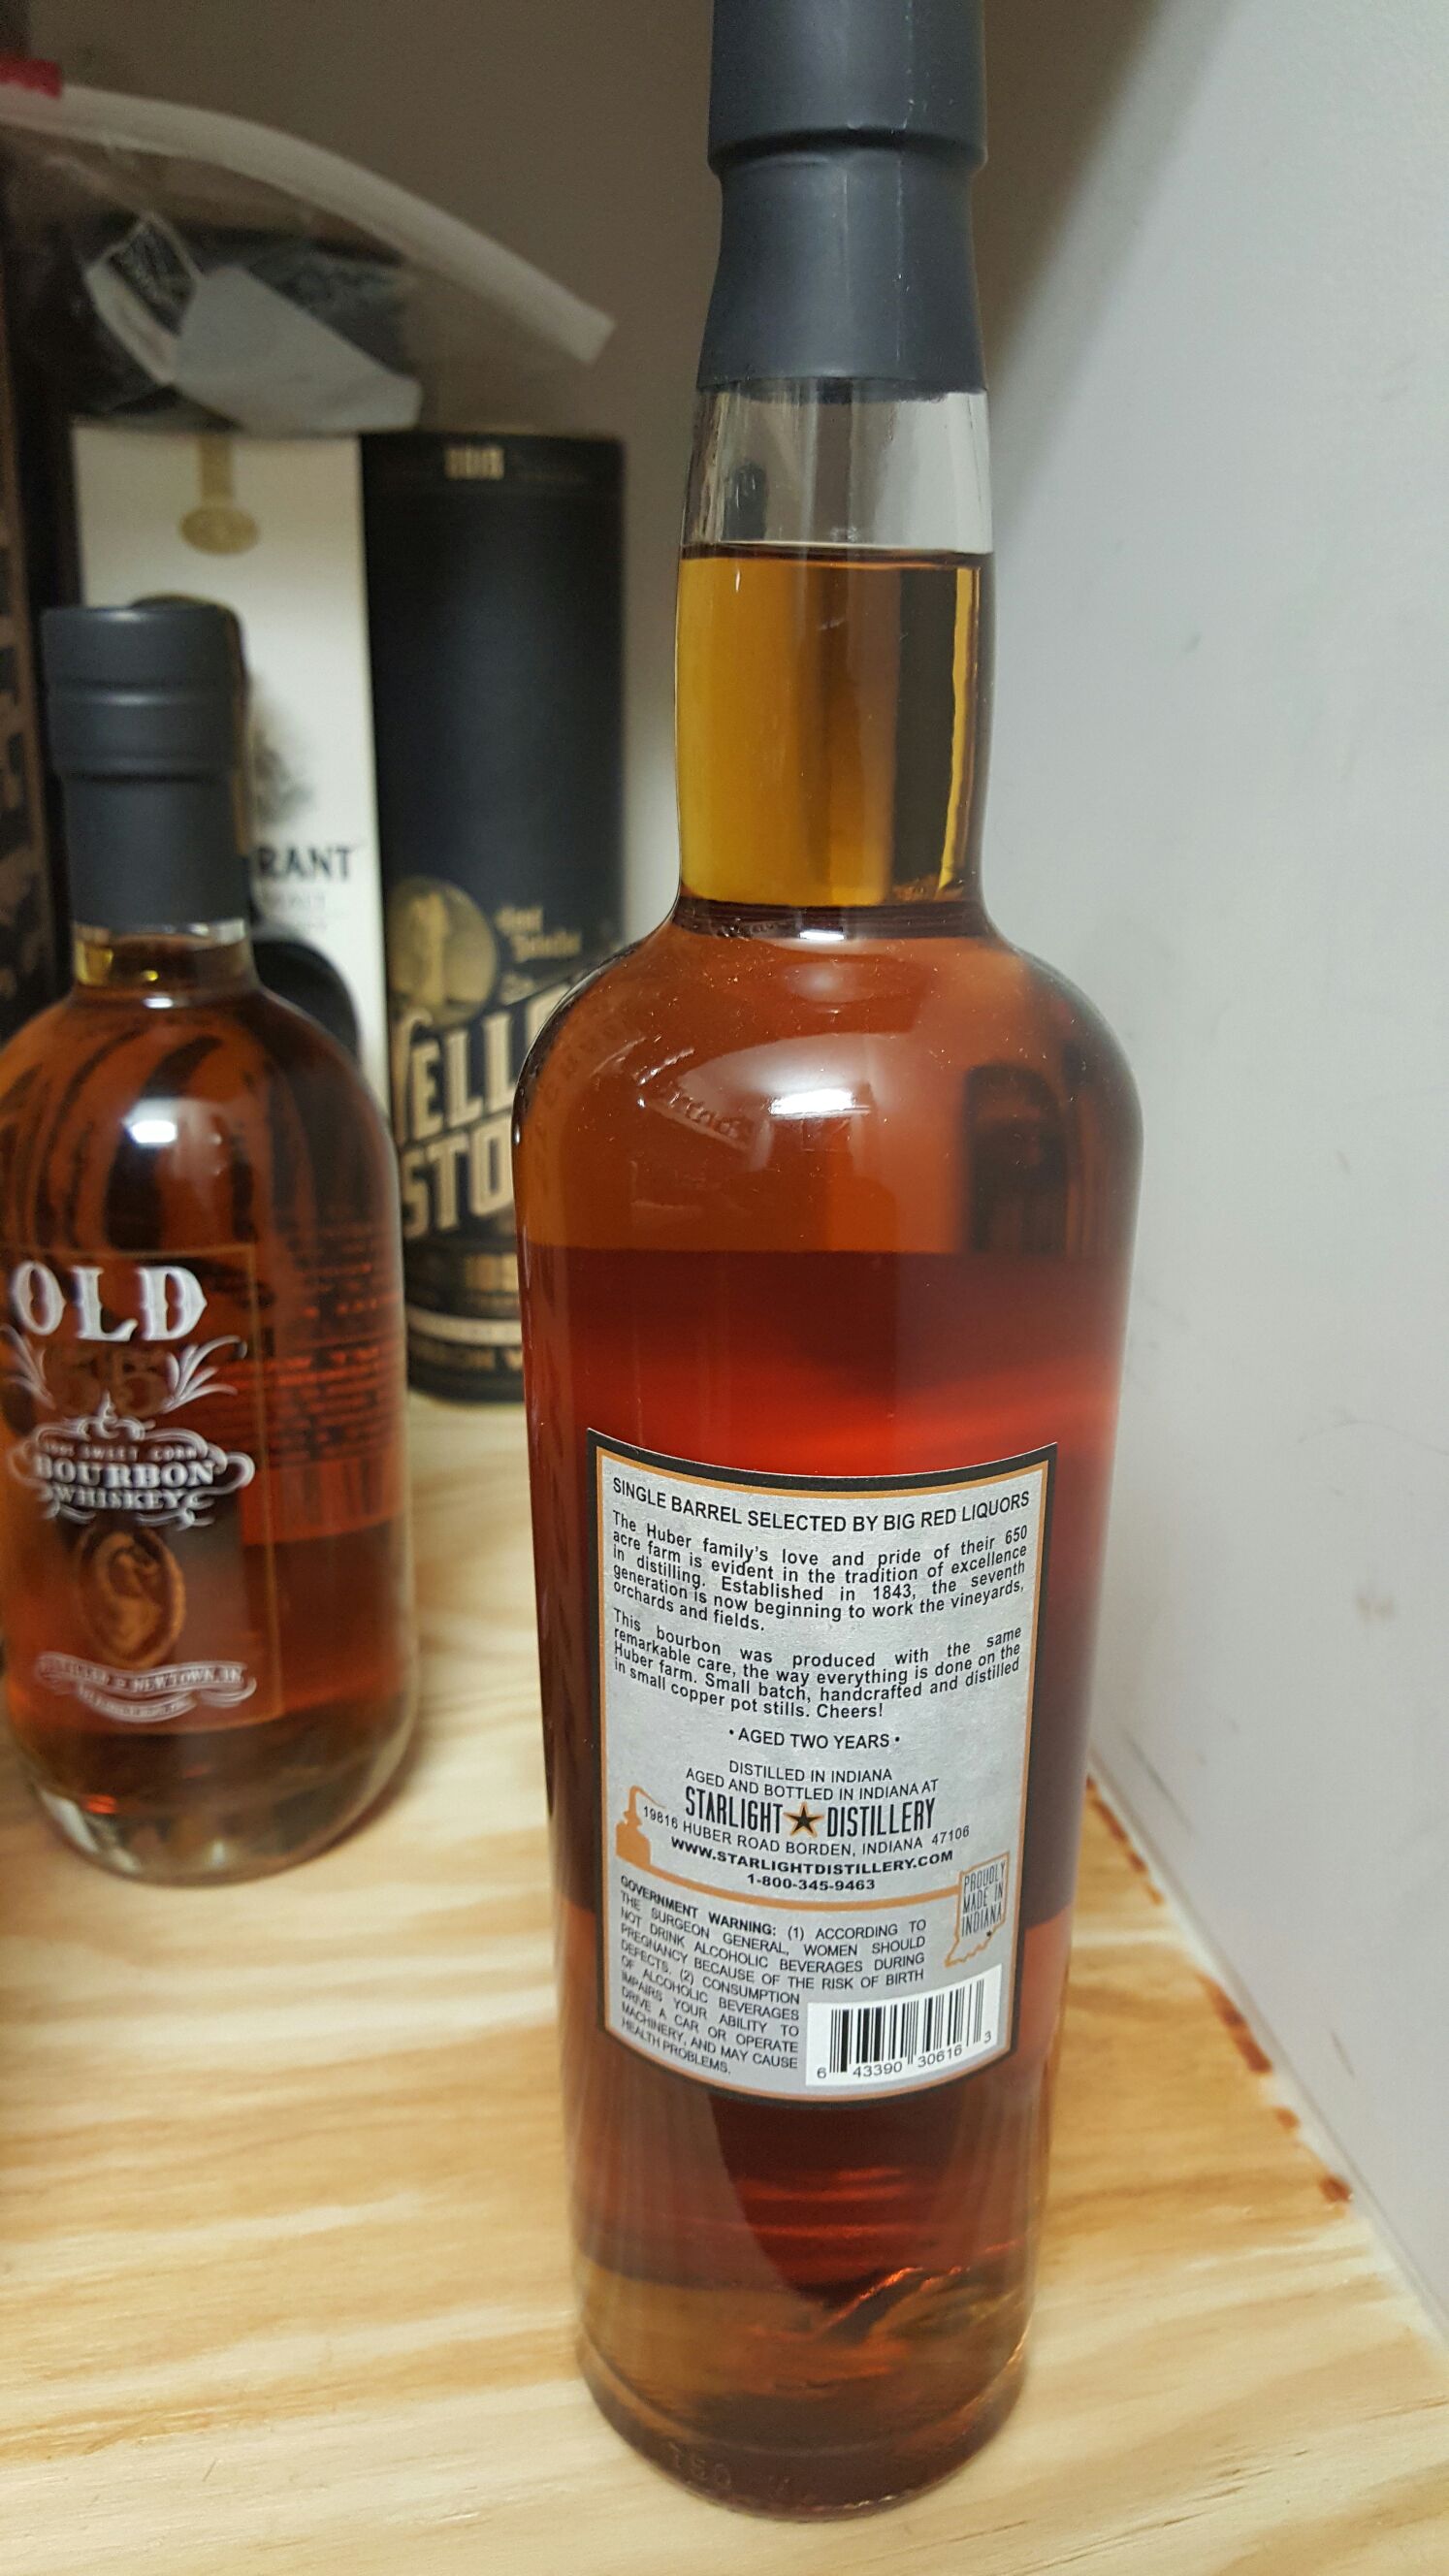 RANT
YELL
STO
OLD
55
BOURBON
WHISKEY
SINGLE BARREL SELECTED BY BIG RED LIQUORS
The Huber family's love and pride of their 650
acre farm is evident in the tradition of excellence
in distilling. Established in 1843, the seventh
generation is now beginning to work the vineyards,
orchards and fields.
This bourbon was produced with the same
remarkable care, the way everything is done on the
Huber farm. Small batch, handcrafted and distilled
in small copper pot stills. Cheers!
• AGED TWO YEARS •
DISTILLED IN INDIANA
AGED AND BOTTLED IN INDIANA AT
STARLIGHT DISTILLERY
19816 HUBER ROAD BORDEN, INDIANA 47106
WWW.STARLIGHTDISTILLERY.COM
1-800-345-9463
PROUDLY
MADE IN
INDIANA
GOVERNMENT WARNING: (1) ACCORDING TO
THE SURGEON GENERAL, WOMEN SHOULD
NOT DRINK ALCOHOLIC BEVERAGES DURING
PREGNANCY BECAUSE OF THE RISK OF BIRTH
DEFECTS. (2) CONSUMPTION
OF ALCOHOLIC BEVERAGES
IMPAIRS YOUR ABILITY TO
DRIVE A CAR OR OPERATE
MACHINERY, AND MAY CAUSE
HEALTH PROBLEMS.
6 43390 30616 3
750